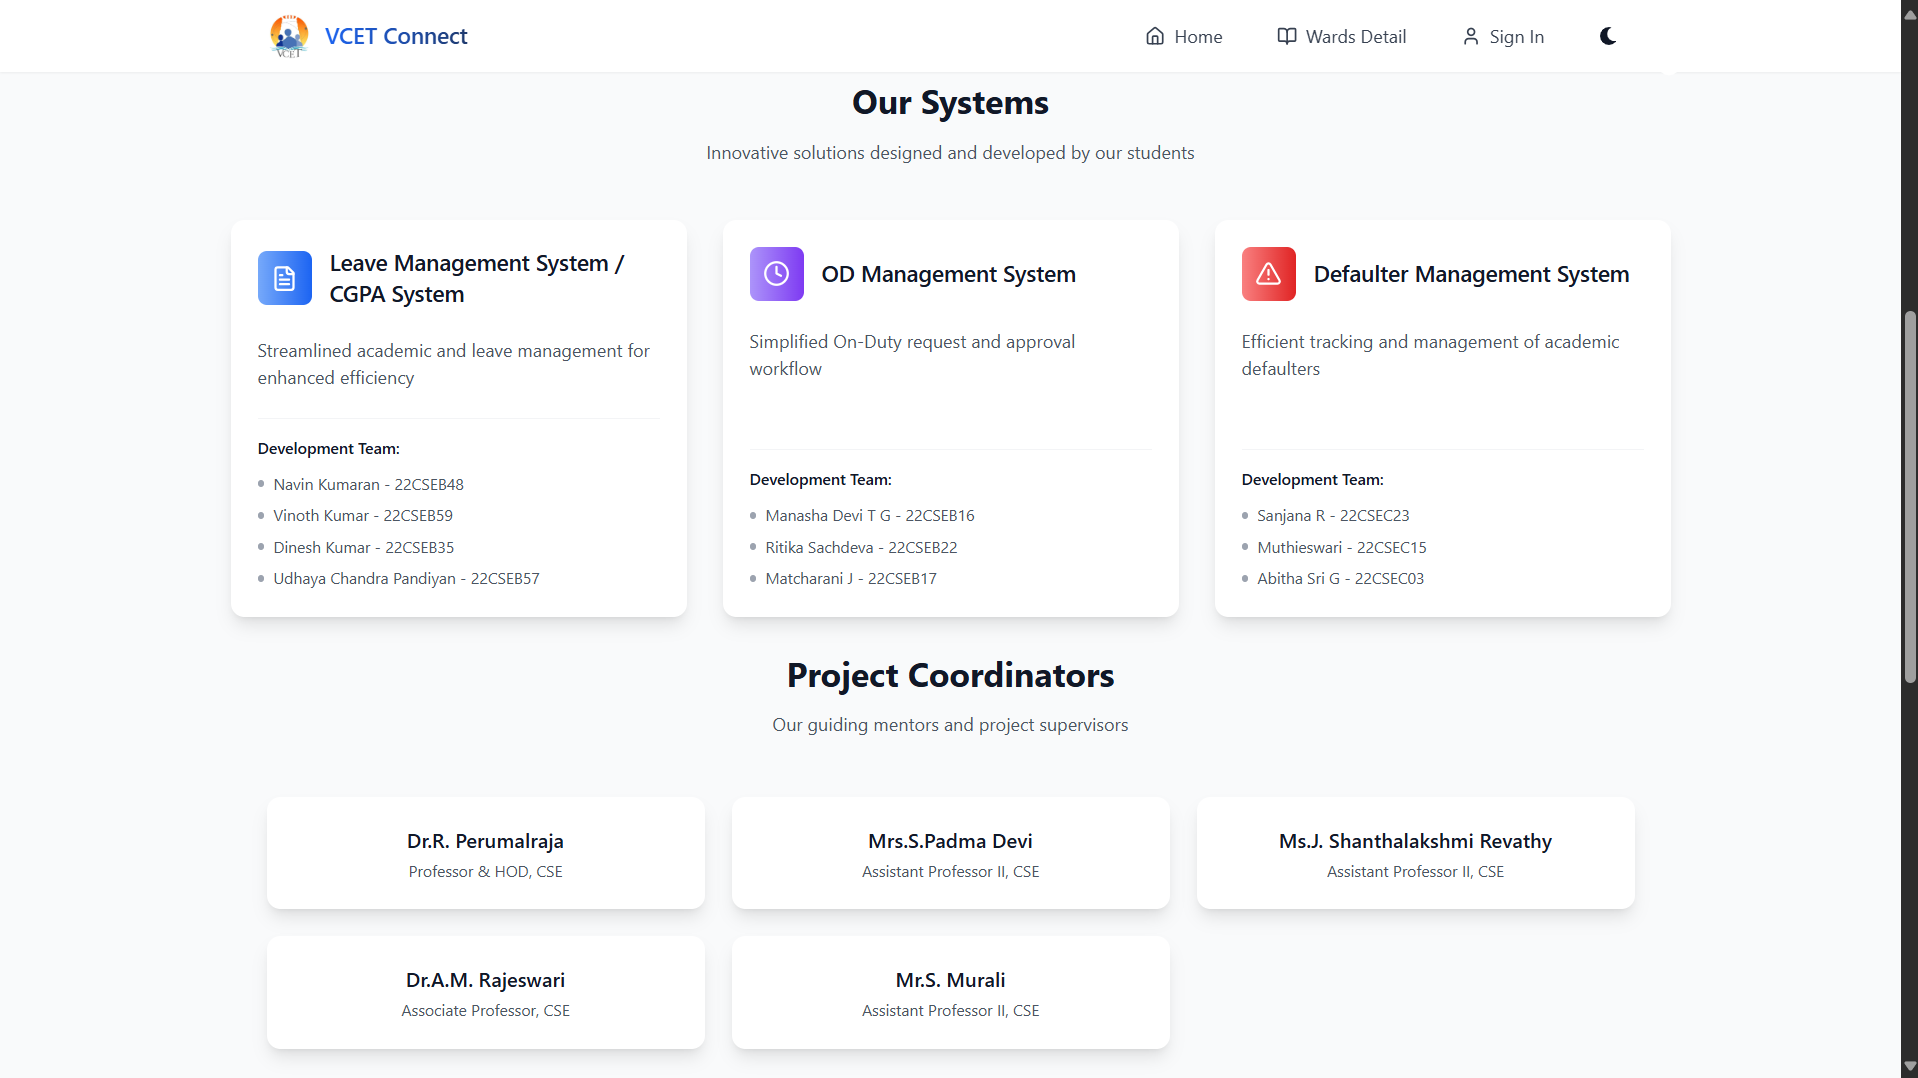 VCET
VCET Connect
Home
Wards Detail
Sign In
Our Systems
Innovative solutions designed and developed by our students
Leave Management System /
CGPA System
Streamlined academic and leave management for
enhanced efficiency
Development Team:
Navin Kumaran - 22CSEB48
Vinoth Kumar - 22CSEB59
Dinesh Kumar - 22CSEB35
Udhaya Chandra Pandiyan - 22CSEB57
OD Management System
Simplified On-Duty request and approval
workflow
Development Team:
Manasha Devi T G - 22CSEB16
Ritika Sachdeva - 22CSEB22
Matcharani J - 22CSEB17
Defaulter Management System
Efficient tracking and management of academic
defaulters
Development Team:
Sanjana R - 22CSEC23
Muthieswari - 22CSEC15
Abitha Sri G - 22CSEC03
Project Coordinators
Our guiding mentors and project supervisors
Dr.R. Perumalraja
Professor & HOD, CSE
Mrs.S.Padma Devi
Assistant Professor II, CSE
Ms.J. Shanthalakshmi Revathy
Assistant Professor II, CSE
Dr.A.M. Rajeswari
Associate Professor, CSE
Mr.S. Murali
Assistant Professor II, CSE